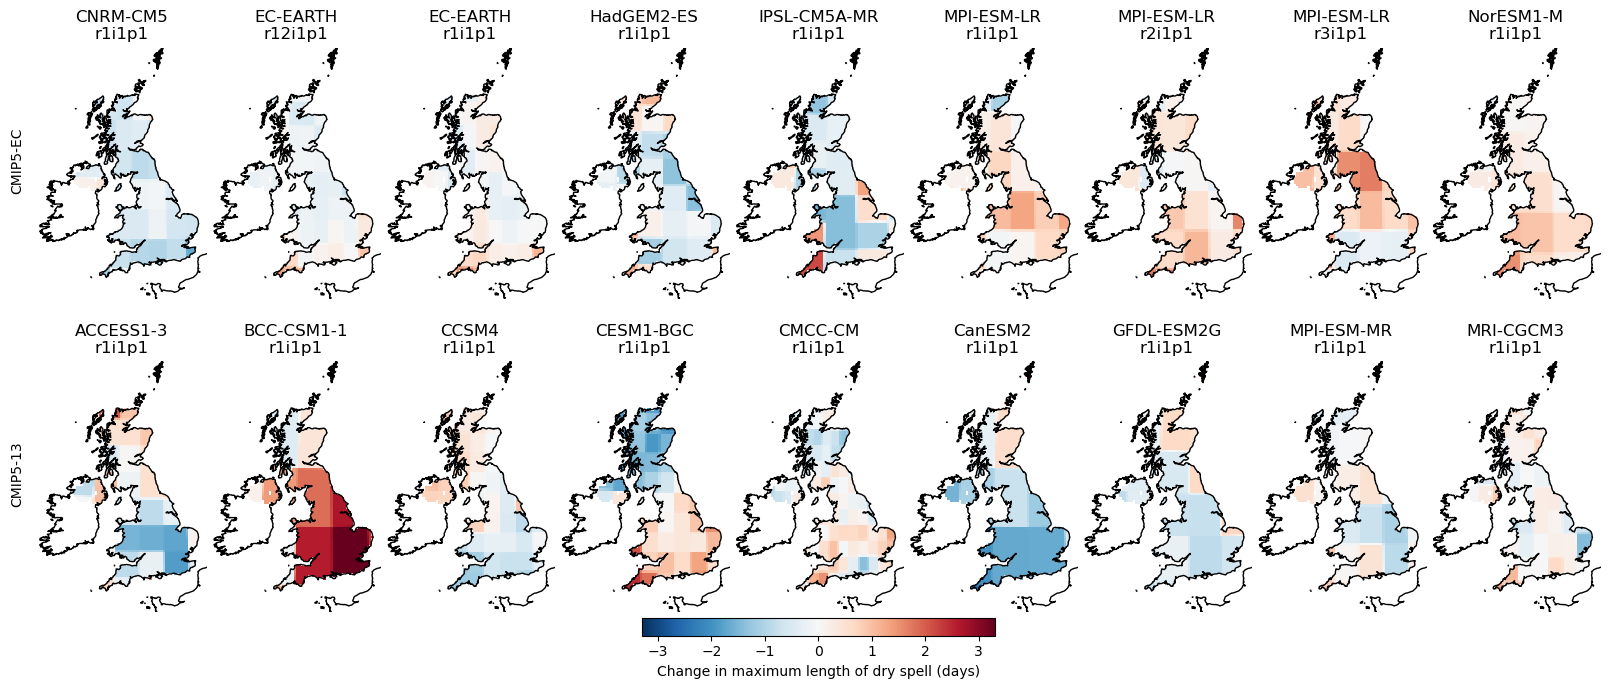 CNRM-CM5
r1i1p1
EC-EARTH
r12i1p1
EC-EARTH
r1i1p1
HadGEM2-ES
r1i1p1
IPSL-CM5A-MR
r1i1p1
MPI-ESM-LR
r1i1p1
MPI-ESM-LR
r2i1p1
MPI-ESM-LR
r3i1p1
NorESM1-M
r1i1p1
CMIP5-EC
ACCESS1-3
r1i1p1
BCC-CSM1-1
r1i1p1
CCSM4
r1i1p1
CESM1-BGC
r1i1p1
CMCC-CM
r1i1p1
CanESM2
r1i1p1
GFDL-ESM2G
r1i1p1
MPI-ESM-MR
r1i1p1
MRI-CGCM3
r1i1p1
CMIP5-13
−3 −2 −1 0 1 2 3
Change in maximum length of dry spell (days)